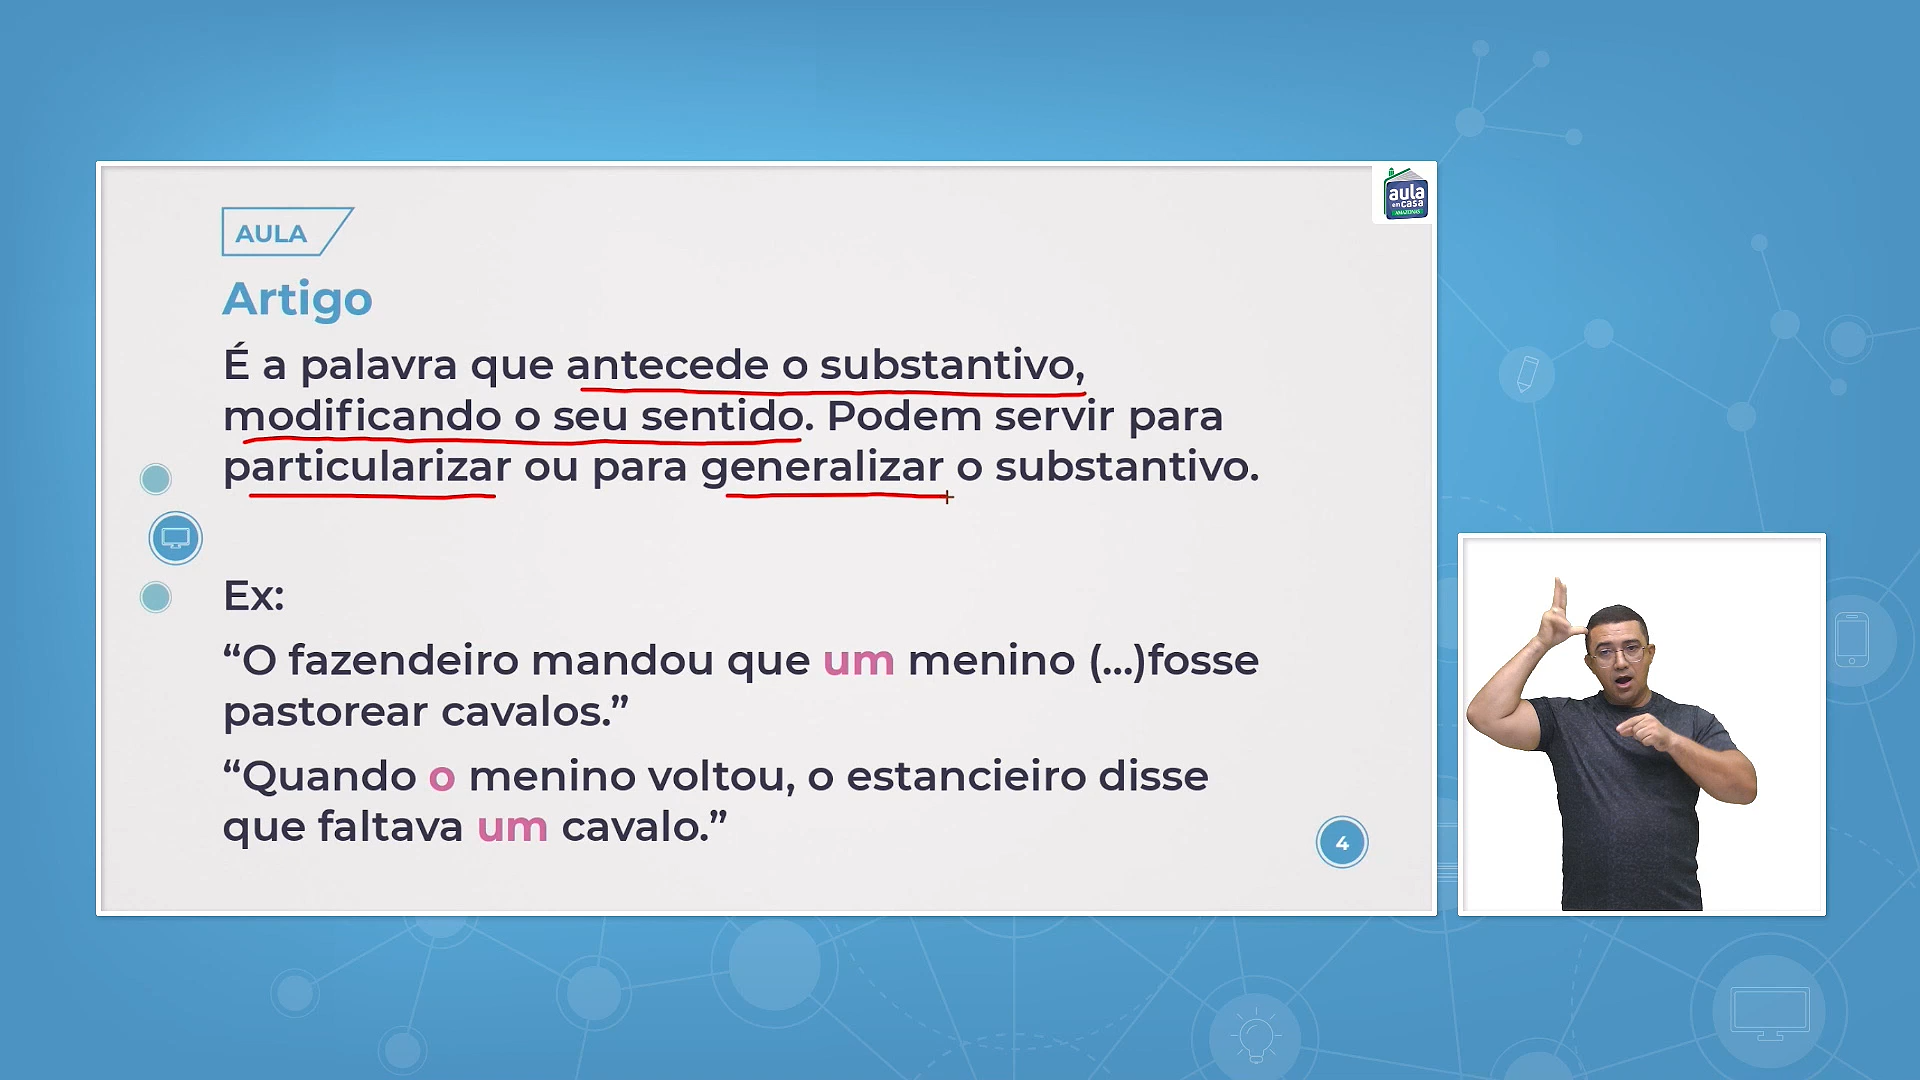 aula
em casa
AMAZONAS
AULA
Artigo
É a palavra que antecede o substantivo,
modificando o seu sentido. Podem servir para
particularizar ou para generalizar o substantivo.
Ex:
“O fazendeiro mandou que um menino (...)fosse
pastorear cavalos.”
“Quando o menino voltou, o estancieiro disse
que faltava um cavalo.”
4